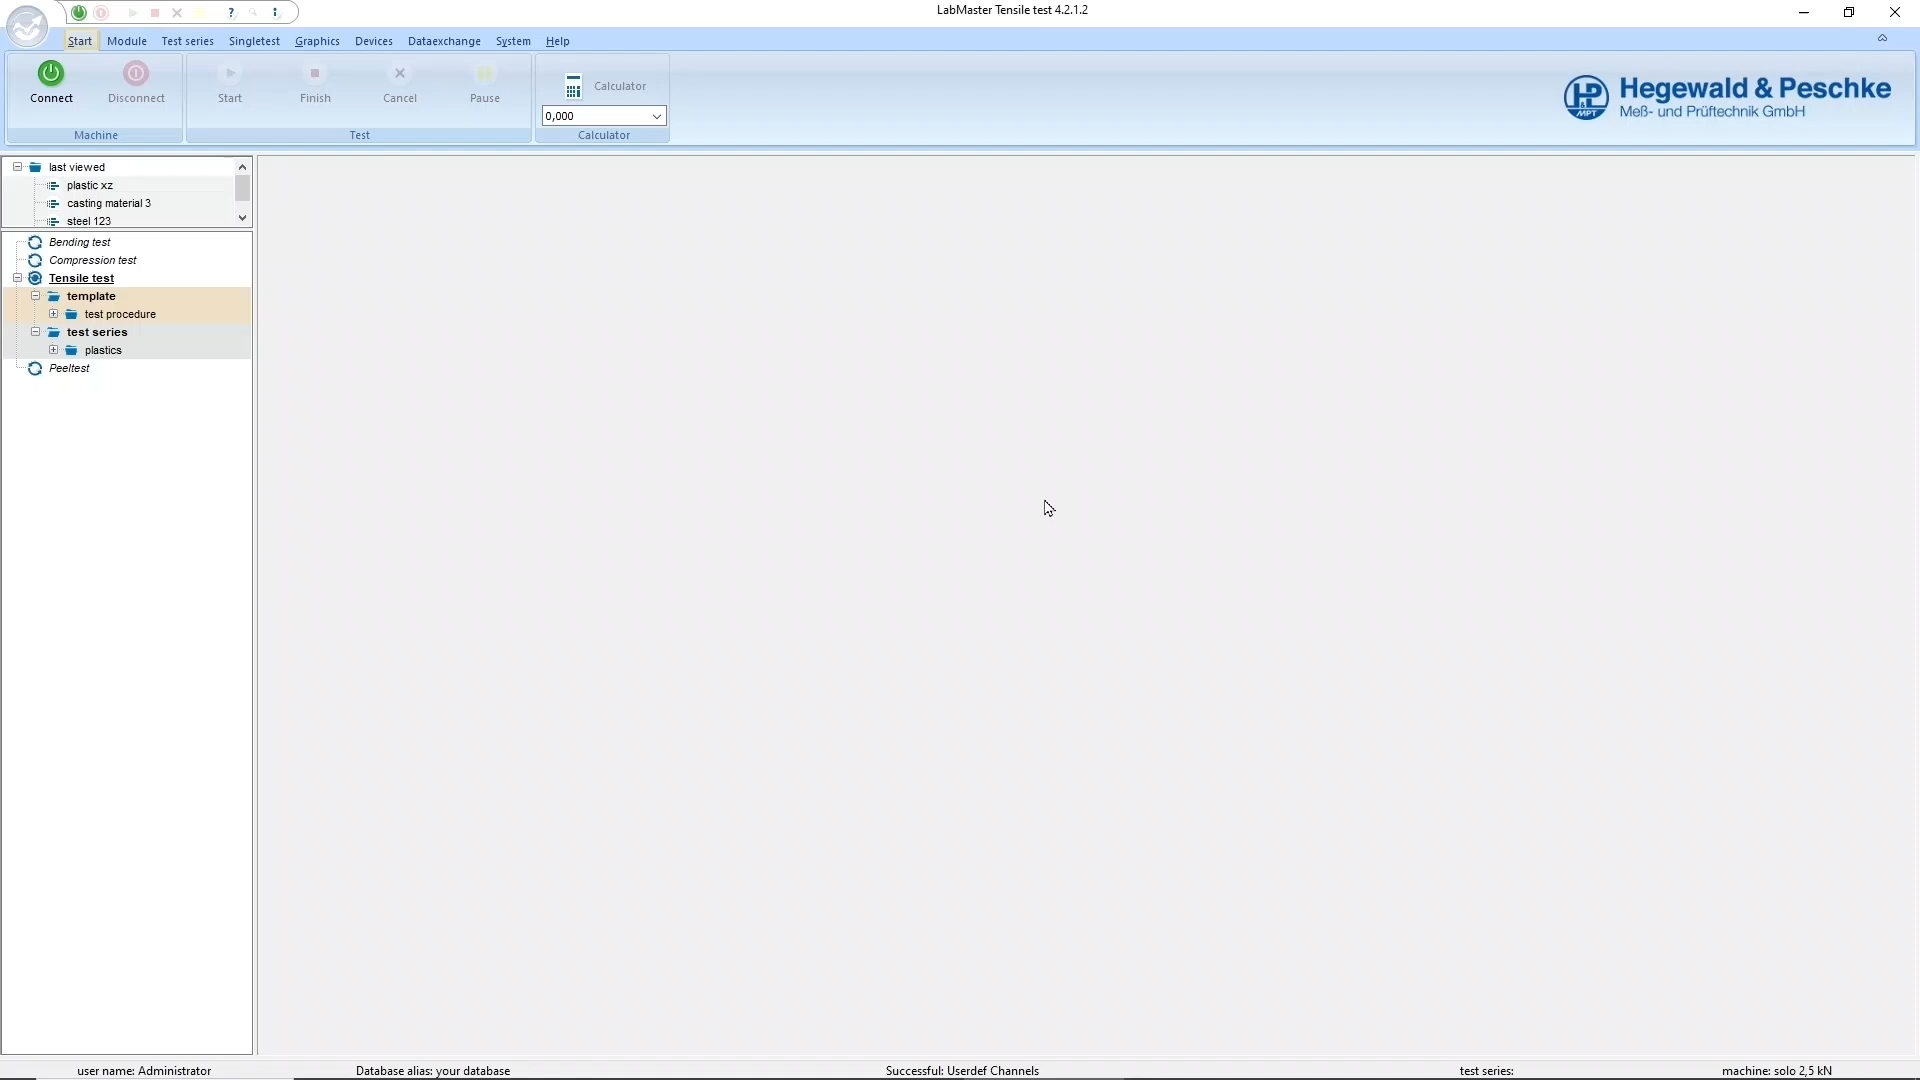 LabMaster Tensile test 4.2.1.2
Start Module Test series Singletest Graphics Devices Dataexchange System Help
Connect Disconnect Start Finish Cancel Pause Calculator
0,000
Machine Test Calculator
Hegewald & Peschke
Meß- und Prüftechnik GmbH
HP
MPT
last viewed
plastic xz
casting material 3
steel 123
Bending test
Compression test
Tensile test
template
test procedure
test series
plastics
Peeltest
user name: Administrator Database alias: your database Successful: Userdef Channels test series: machine: solo 2,5 kN